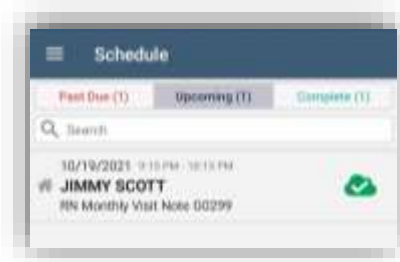 Schedule
Past Due (1) Upcoming (1) Complete (1)
Search
10/19/2021 9:15 PM - 10:15 PM
JIMMY SCOTT
RN Monthly Visit Note 00299